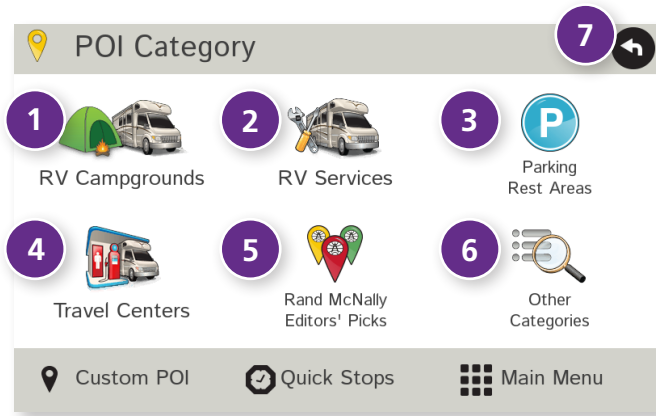 POI Category
7
1
2
3
P
RV Campgrounds
RV Services
Parking
Rest Areas
4
5
6
Travel Centers
Rand McNally
Editors' Picks
Other
Categories
Custom POI
Quick Stops
Main Menu